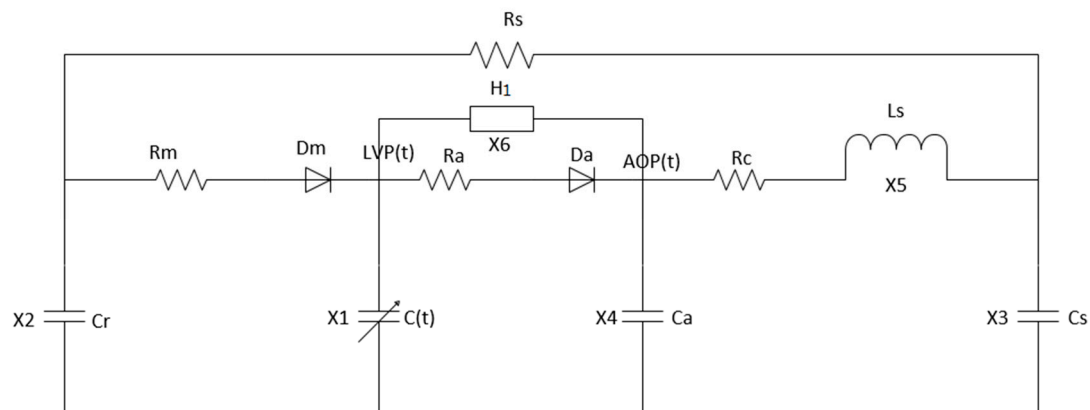 Rs
H1
Ls
Rm
Dm
LVP(t)
Ra
X6
Da
AOP(t)
Rc
X5
X2
Cr
X1
C(t)
X4
Ca
X3
Cs